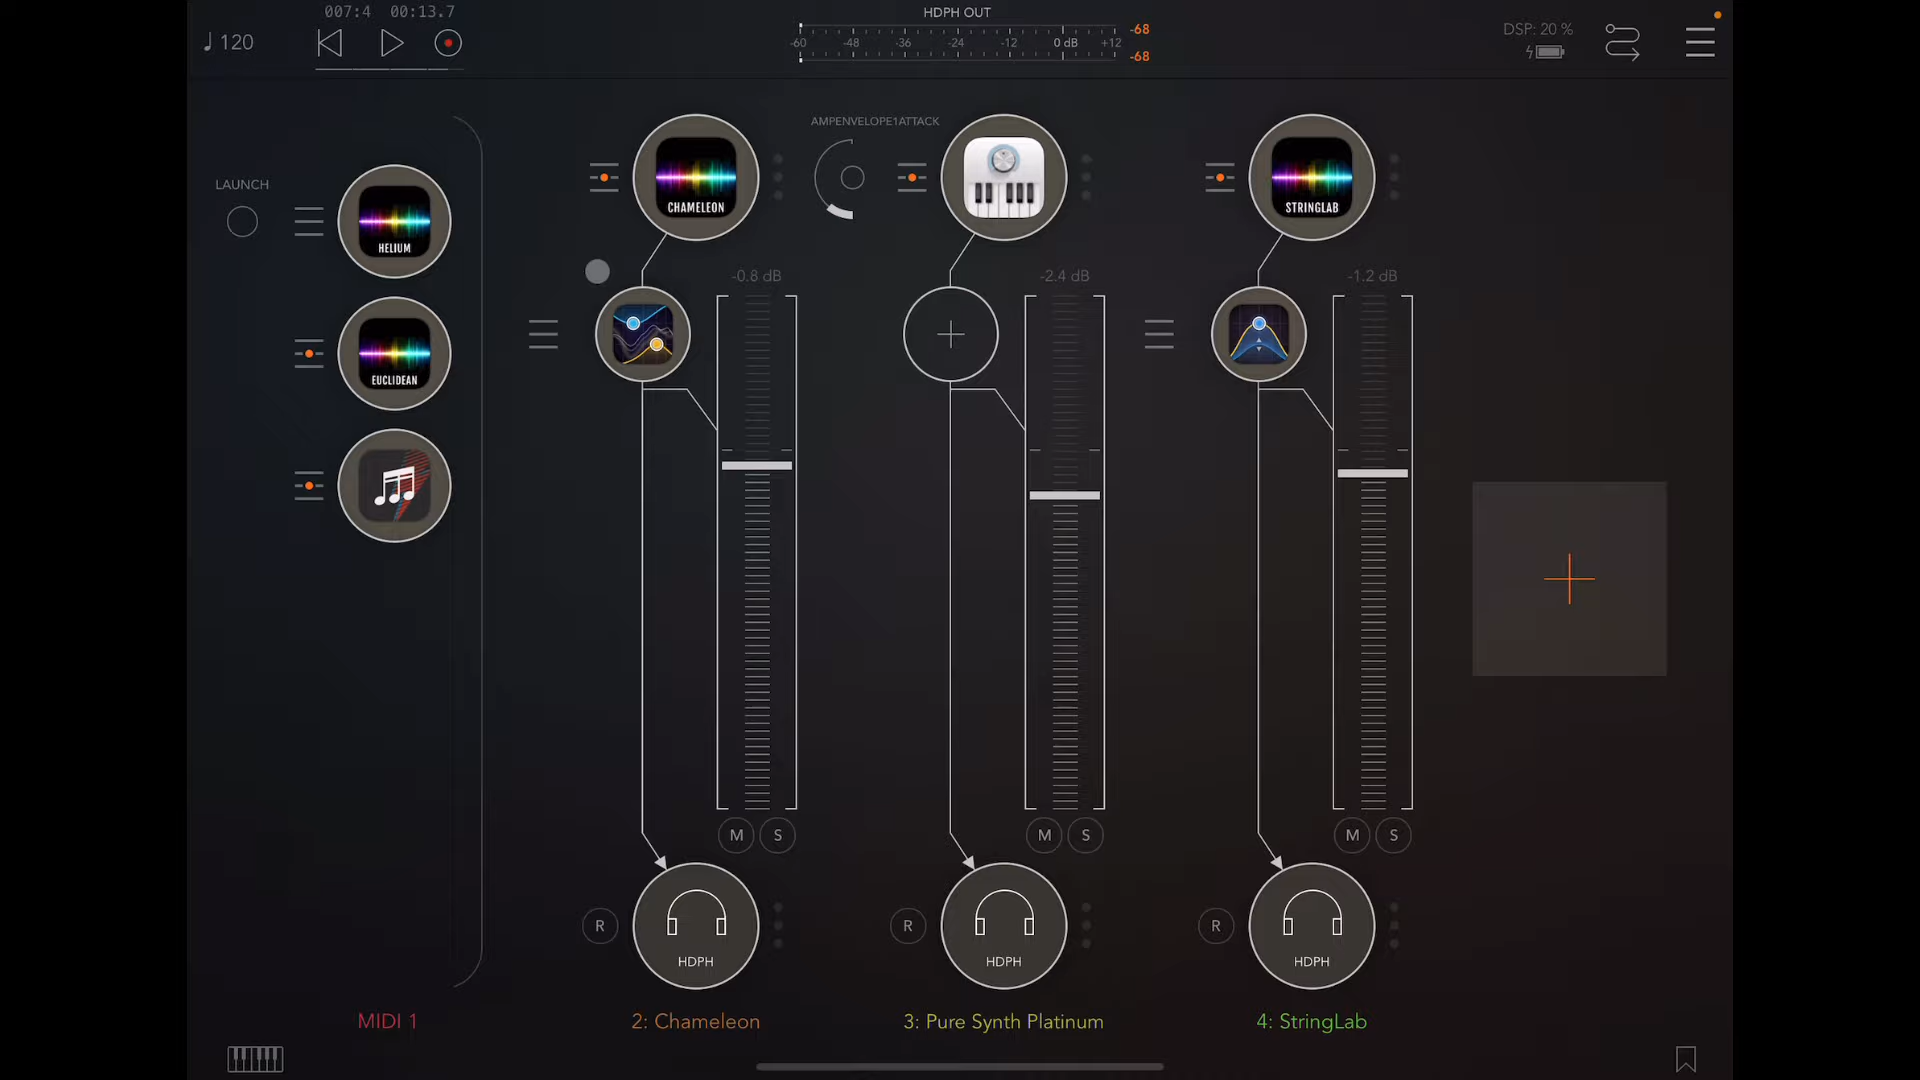 007:4 00:13.7
120
HDPH OUT
-60 -48 -36 -24 -12 0 dB +12
-68
-68
DSP: 20 %
LAUNCH
HELIUM
EUCLIDEAN
CHAMELEON
AMPENVELOPE1ATTACK
STRINGLAB
-0.8 dB
-2.4 dB
-1.2 dB
M S
M S
M S
R HDPH
R HDPH
R HDPH
MIDI 1
2: Chameleon
3: Pure Synth Platinum
4: StringLab